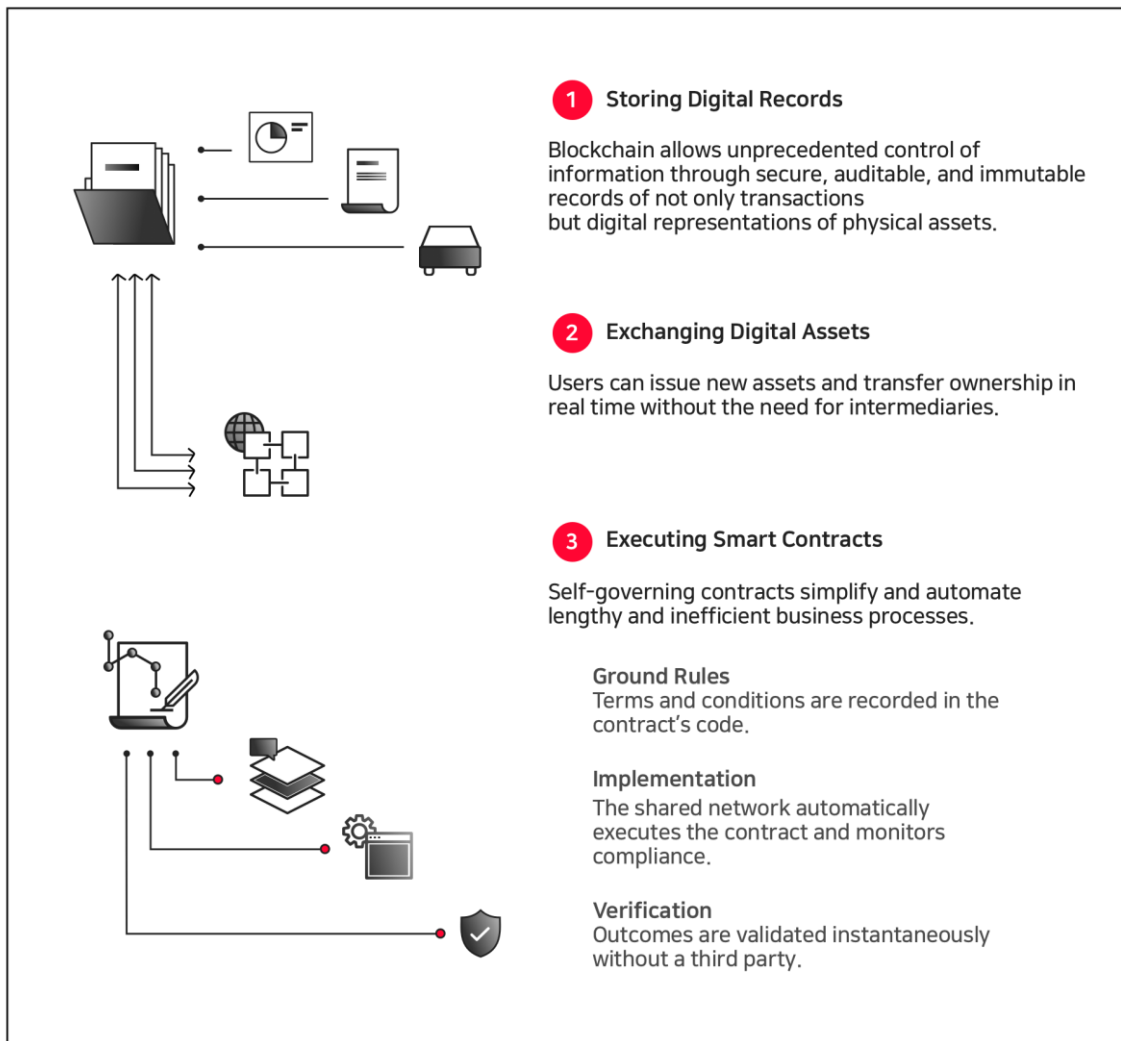 1 Storing Digital Records
Blockchain allows unprecedented control of
information through secure, auditable, and immutable
records of not only transactions
but digital representations of physical assets.
2 Exchanging Digital Assets
Users can issue new assets and transfer ownership in
real time without the need for intermediaries.
3 Executing Smart Contracts
Self-governing contracts simplify and automate
lengthy and inefficient business processes.
Ground Rules
Terms and conditions are recorded in the
contract's code.
Implementation
The shared network automatically
executes the contract and monitors
compliance.
Verification
Outcomes are validated instantaneously
without a third party.